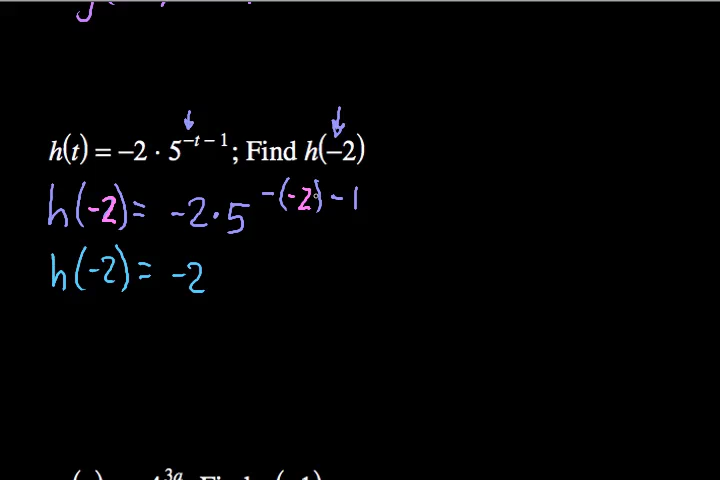 h(t) = −2 · 5^{−t − 1}; Find h(−2)
h(-2) = -2 · 5^{-(-2) - 1}
h(-2) = -2